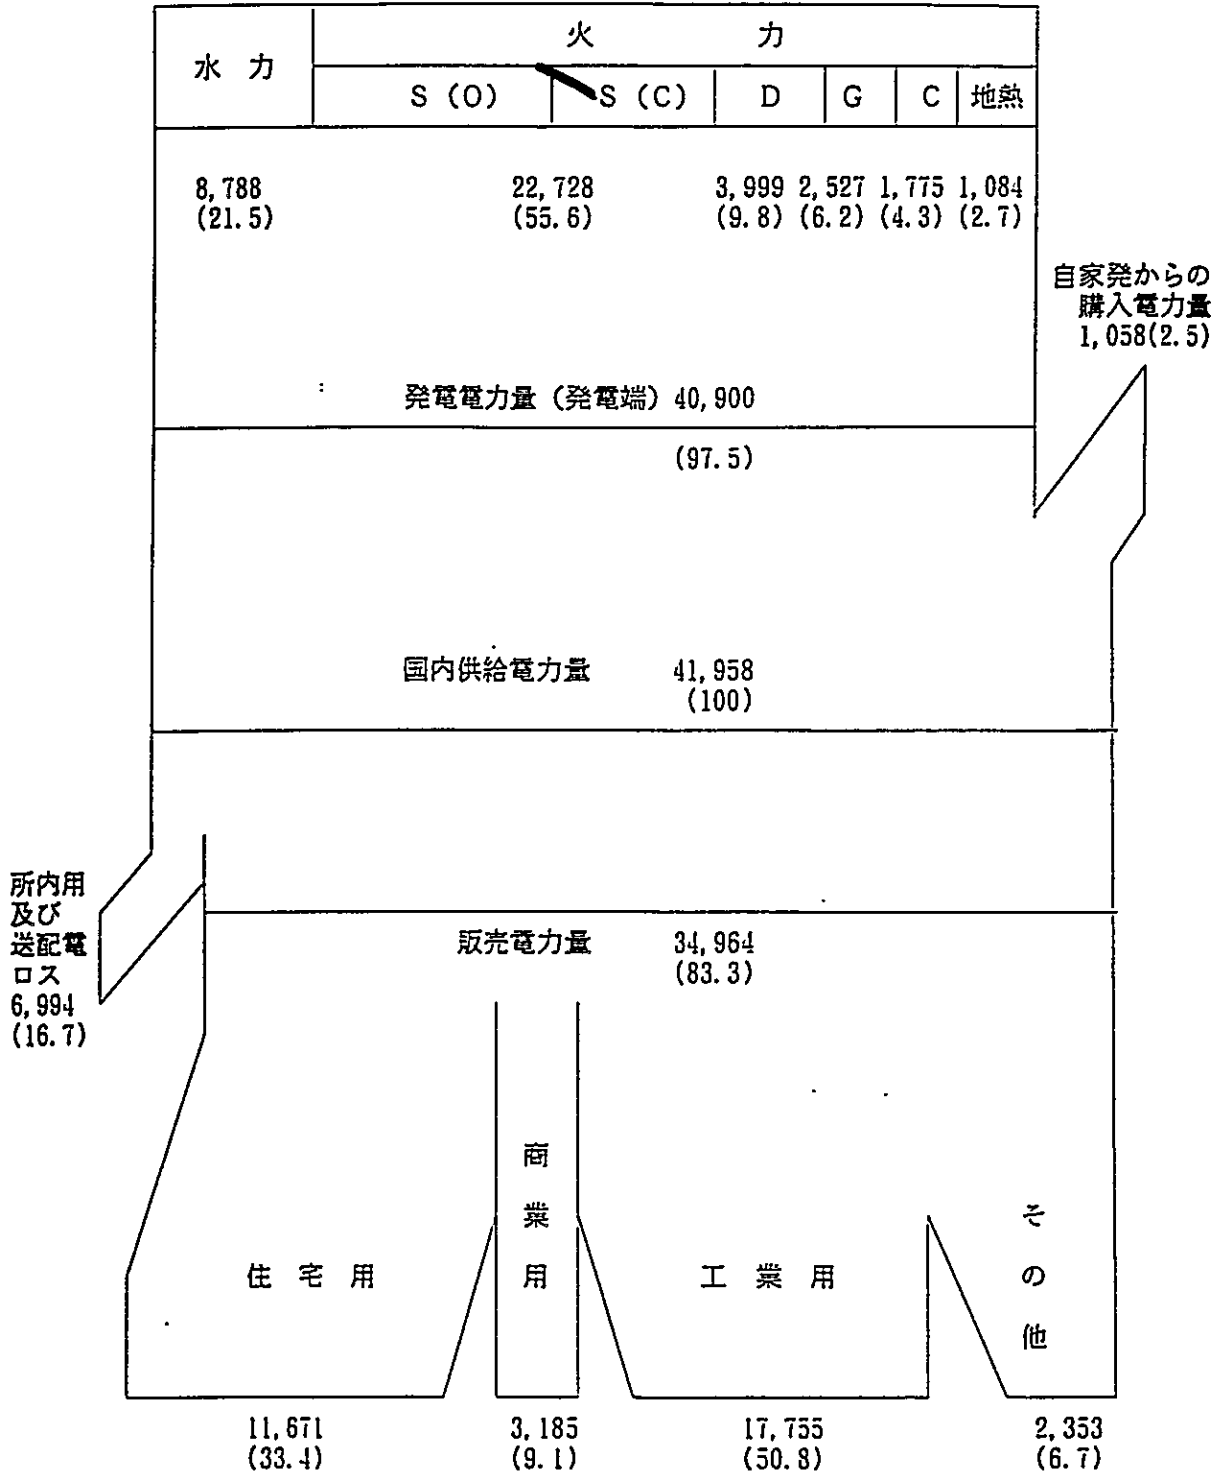 火 力
水 力
S (O) S (C) D G C 地熱
8,788 22,728 3,999 2,527 1,775 1,084
(21.5) (55.6) (9.8) (6.2) (4.3) (2.7)
自家発からの
購入電力量
1,058(2.5)
発電電力量 (発電端) 40,900
(97.5)
国内供給電力量 41,958
(100)
所内用
及び
送配電
ロス
6,994
(16.7)
販売電力量 34,964
(83.3)
住 宅 用
商
業
用
工 業 用
そ
の
他
11,671 3,185 17,755 2,353
(33.4) (9.1) (50.8) (6.7)